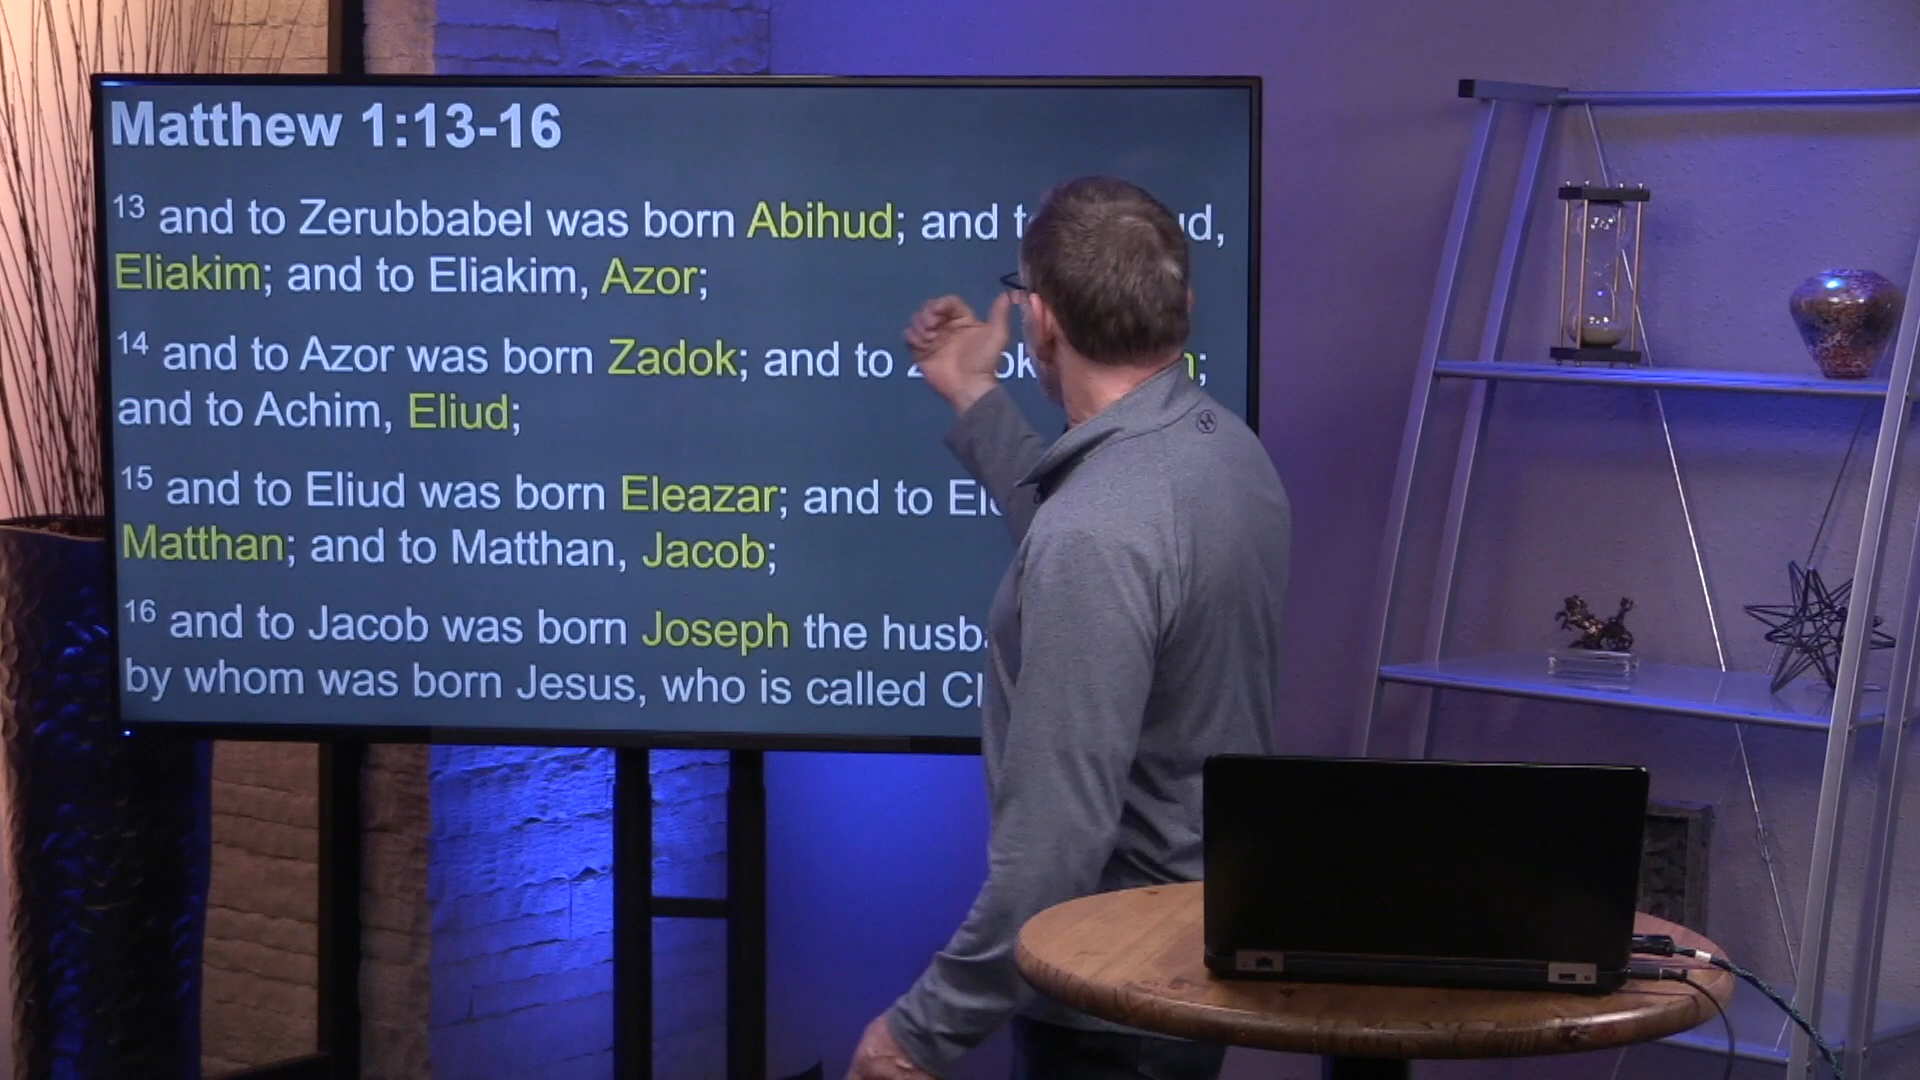 Matthew 1:13-16
13 and to Zerubbabel was born Abihud; and
Eliakim; and to Eliakim, Azor;
14 and to Azor was born Zadok; and to
and to Achim, Eliud;
15 and to Eliud was born Eleazar; and to
Matthan; and to Matthan, Jacob;
16 and to Jacob was born Joseph the
by whom was born Jesus, who is called